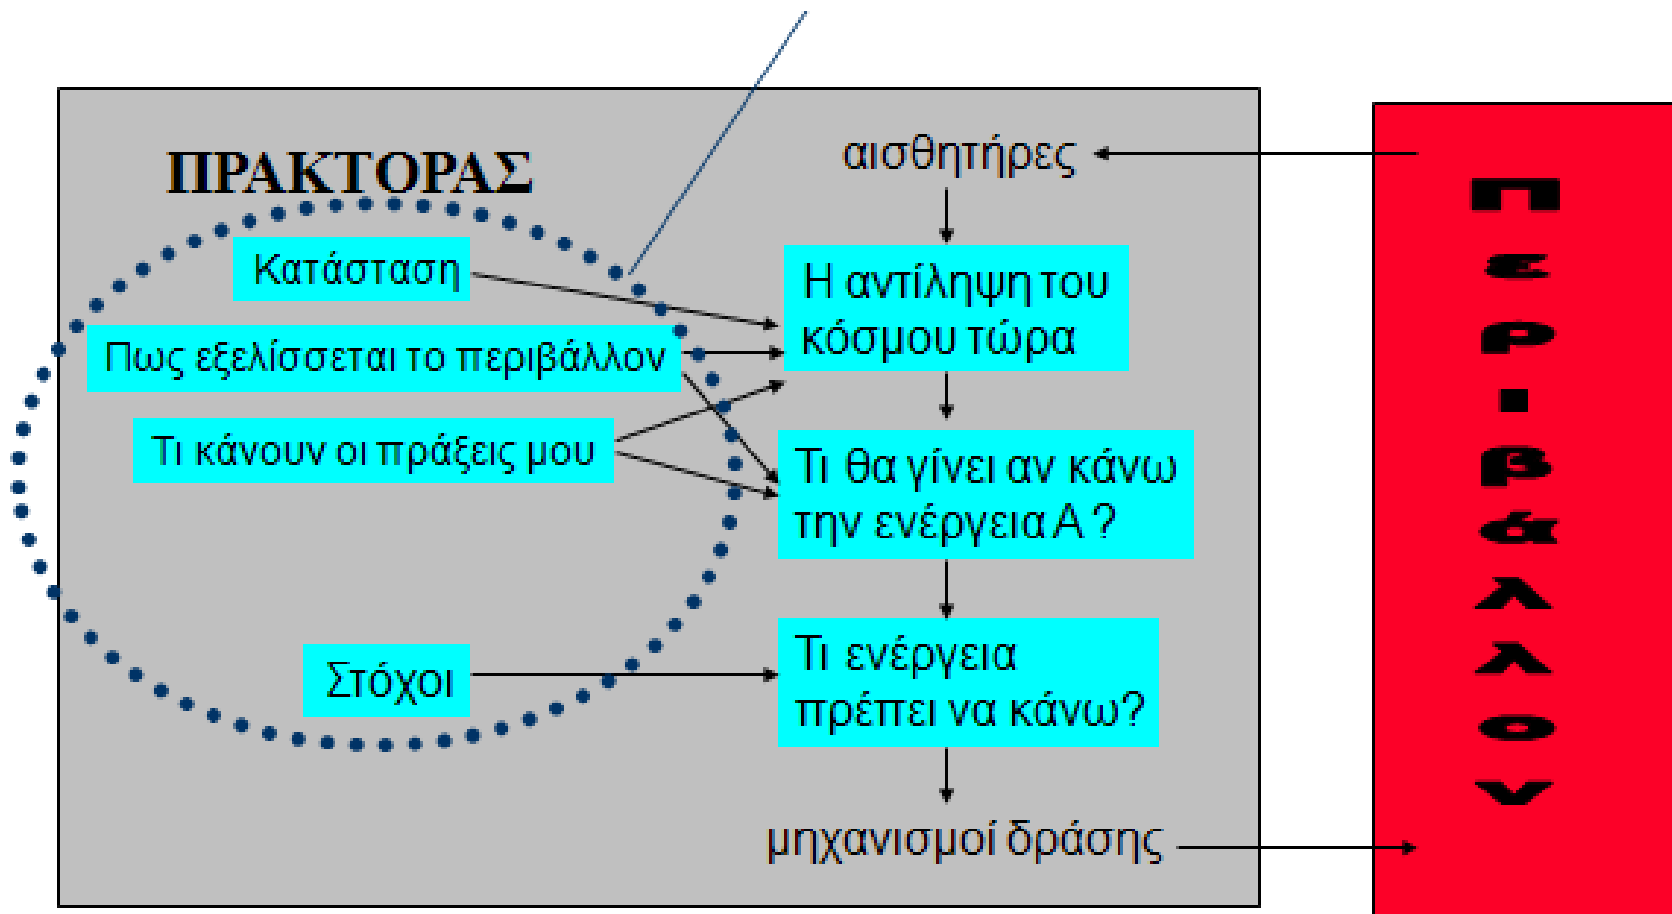 ΠΡΑΚΤΟΡΑΣ
αισθητήρες
Κατάσταση
Η αντίληψη του
κόσμου τώρα
Πως εξελίσσεται το περιβάλλον
Τι κάνουν οι πράξεις μου
Τι θα γίνει αν κάνω
την ενέργεια Α ?
Στόχοι
Τι ενέργεια
πρέπει να κάνω?
μηχανισμοί δράσης
Περιβάλλον